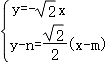 y=-√2x
y-n=√2/2(x-m)